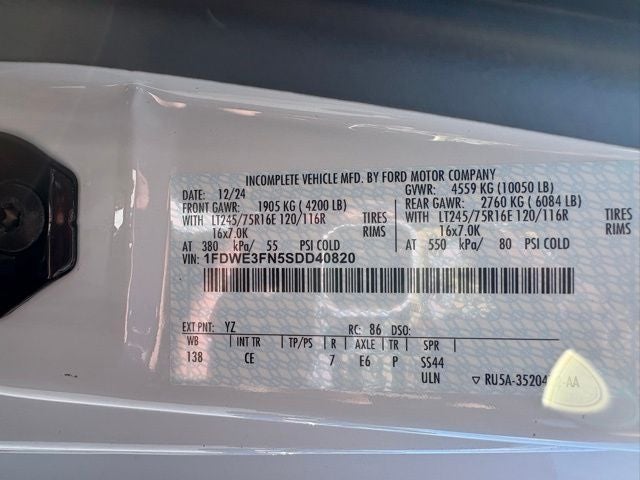 INCOMPLETE VEHICLE MFD. BY FORD MOTOR COMPANY
DATE: 12/24 GVWR: 4559 KG (10050 LB)
FRONT GAWR: 1905 KG ( 4200 LB) REAR GAWR: 2760 KG ( 6084 LB)
WITH LT245/75R16E 120/116R TIRES WITH LT245/75R16E 120/116R TIRES
16x7.0K RIMS 16x7.0K RIMS
AT 380 kPa/ 55 PSI COLD AT 550 kPa/ 80 PSI COLD
VIN: 1FDWE3FN5SDD40820
EXT PNT: YZ RC: 86 DSO:
WB INT TR TP/PS R AXLE TR SPR
138 CE 7 E6 P SS44
ULN ▽ RU5A-35204 -AA